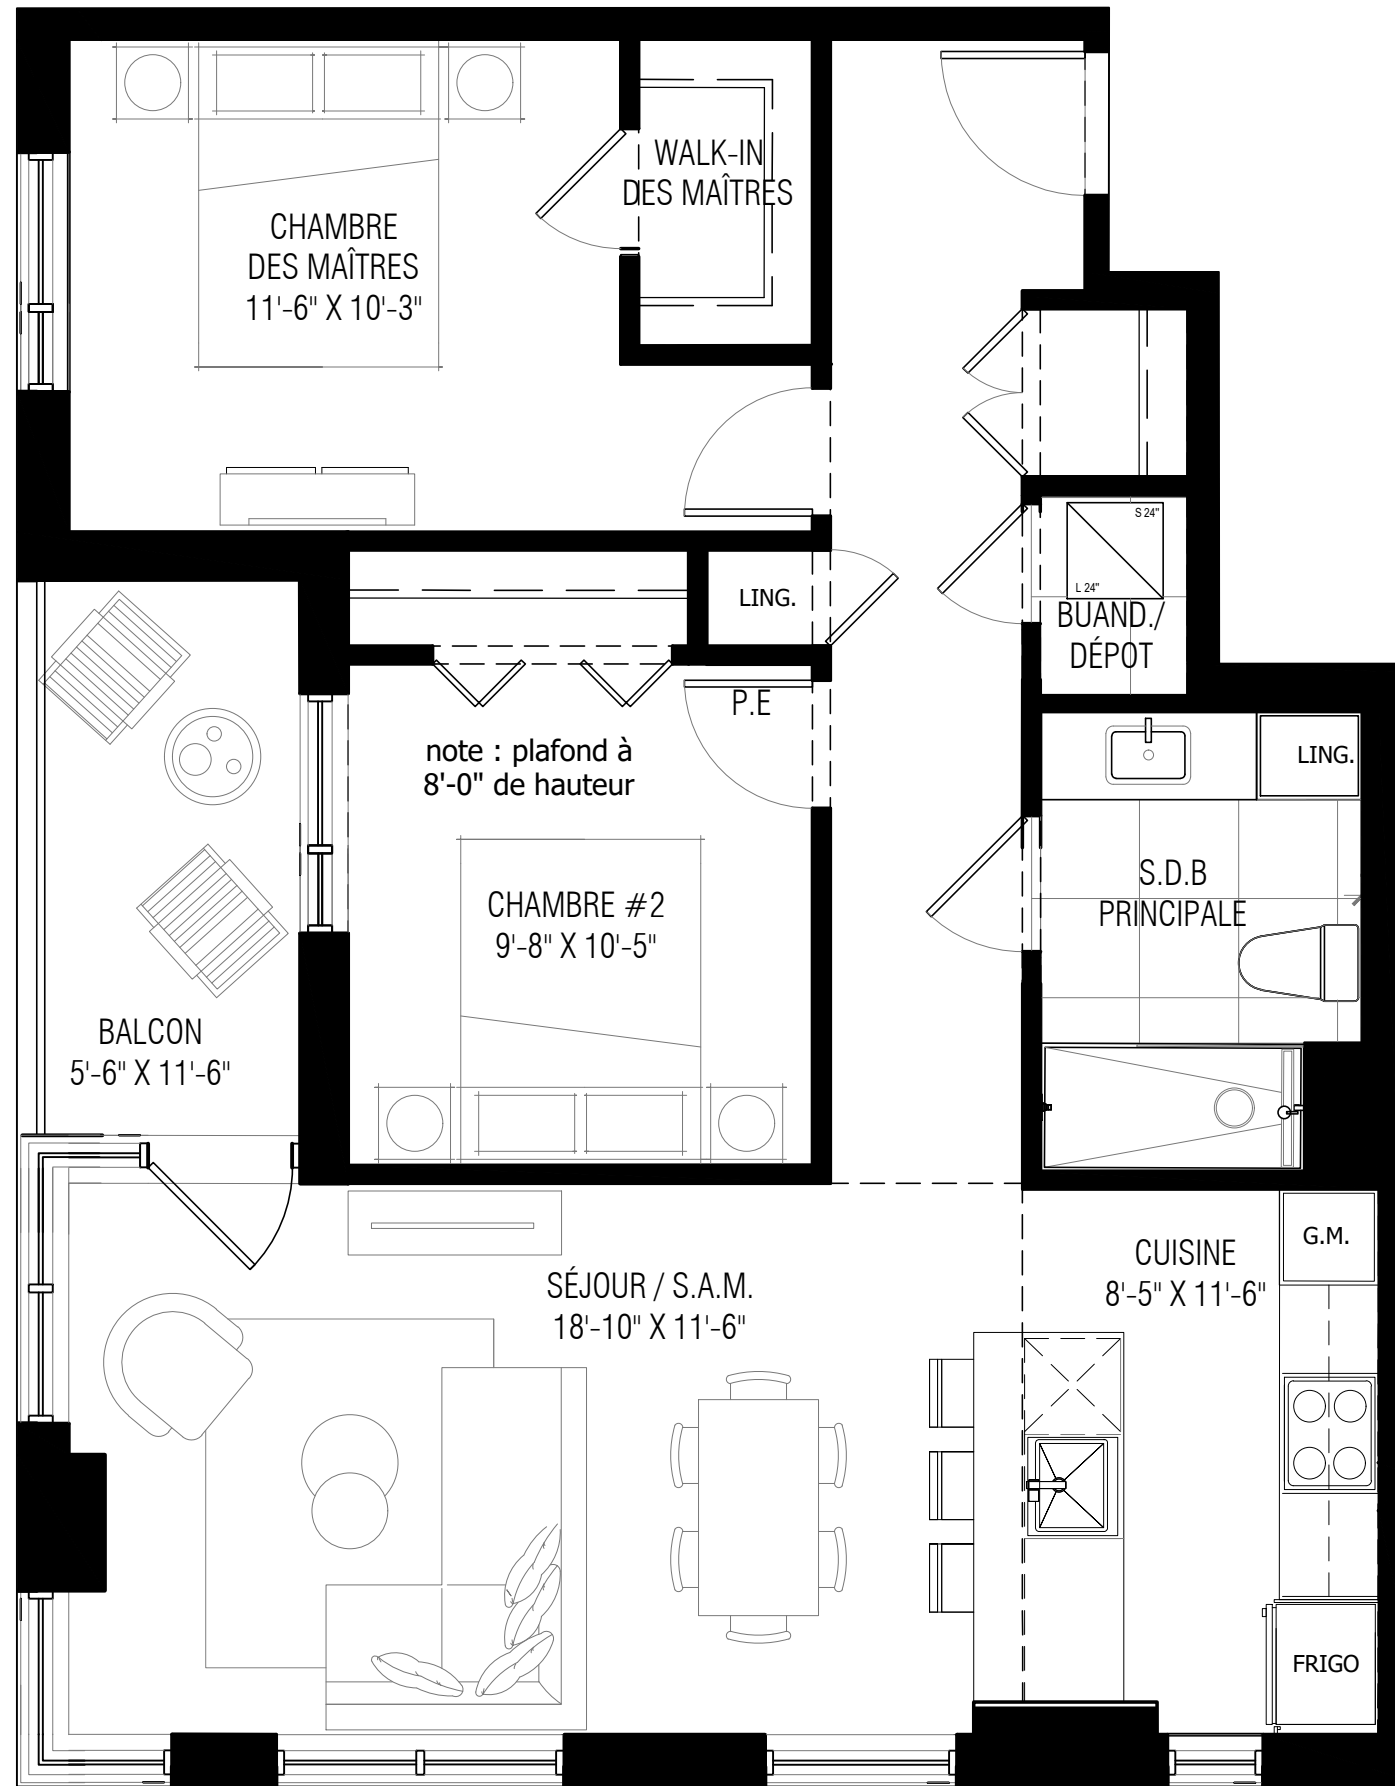 WALK-IN
DES MAÎTRES
CHAMBRE
DES MAÎTRES
11'-6" X 10'-3"
S 24"
L 24"
LING.
BUAND./
DÉPOT
P.E
note : plafond à
8'-0" de hauteur
LING.
S.D.B
PRINCIPALE
CHAMBRE #2
9'-8" X 10'-5"
BALCON
5'-6" X 11'-6"
G.M.
CUISINE
8'-5" X 11'-6"
SÉJOUR / S.A.M.
18'-10" X 11'-6"
FRIGO